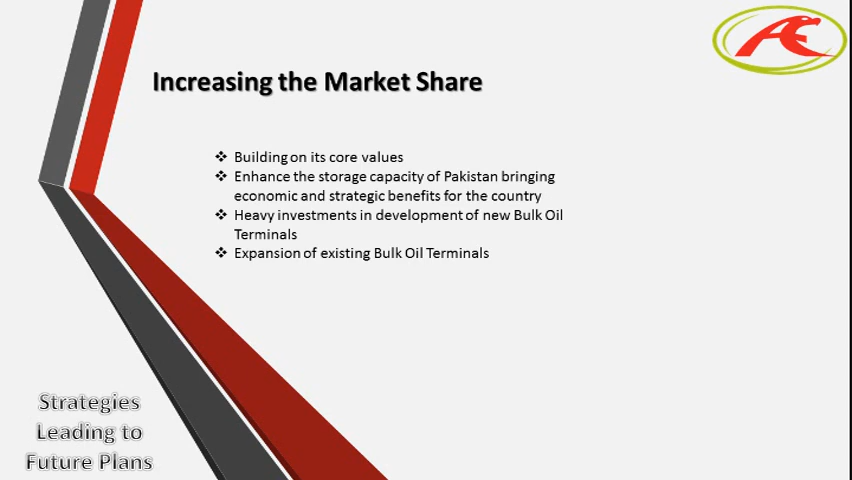 Increasing the Market Share
❖ Building on its core values
❖ Enhance the storage capacity of Pakistan bringing
economic and strategic benefits for the country
❖ Heavy investments in development of new Bulk Oil
Terminals
❖ Expansion of existing Bulk Oil Terminals
Strategies
Leading to
Future Plans